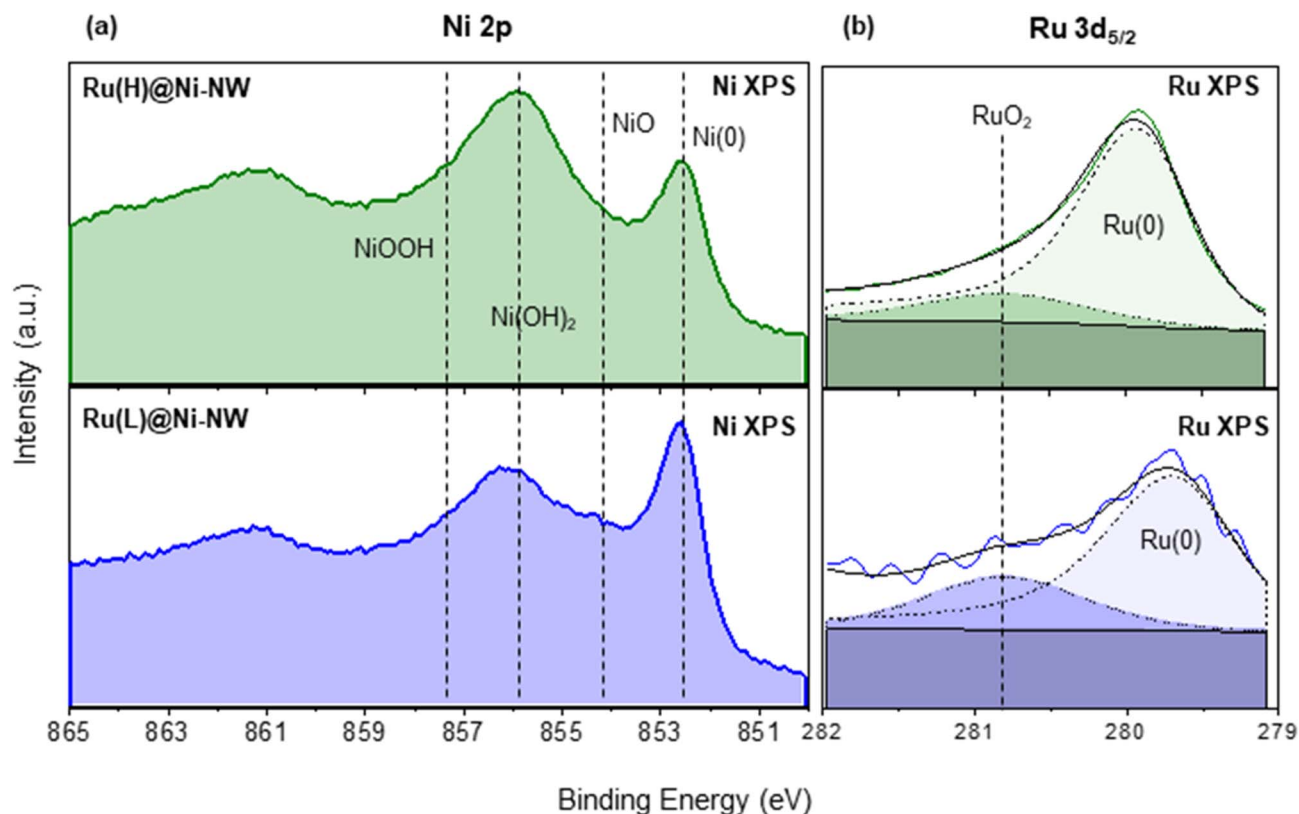 (a)
Ni 2p
(b)
Ru 3d5/2
Ru(H)@Ni-NW
Ni XPS
NiO
Ni(0)
NiOOH
Ni(OH)2
Ru XPS
RuO2
Ru(0)
Ru(L)@Ni-NW
Ni XPS
Ru XPS
Ru(0)
Intensity (a.u.)
865 863 861 859 857 855 853 851
282 281 280 279
Binding Energy (eV)